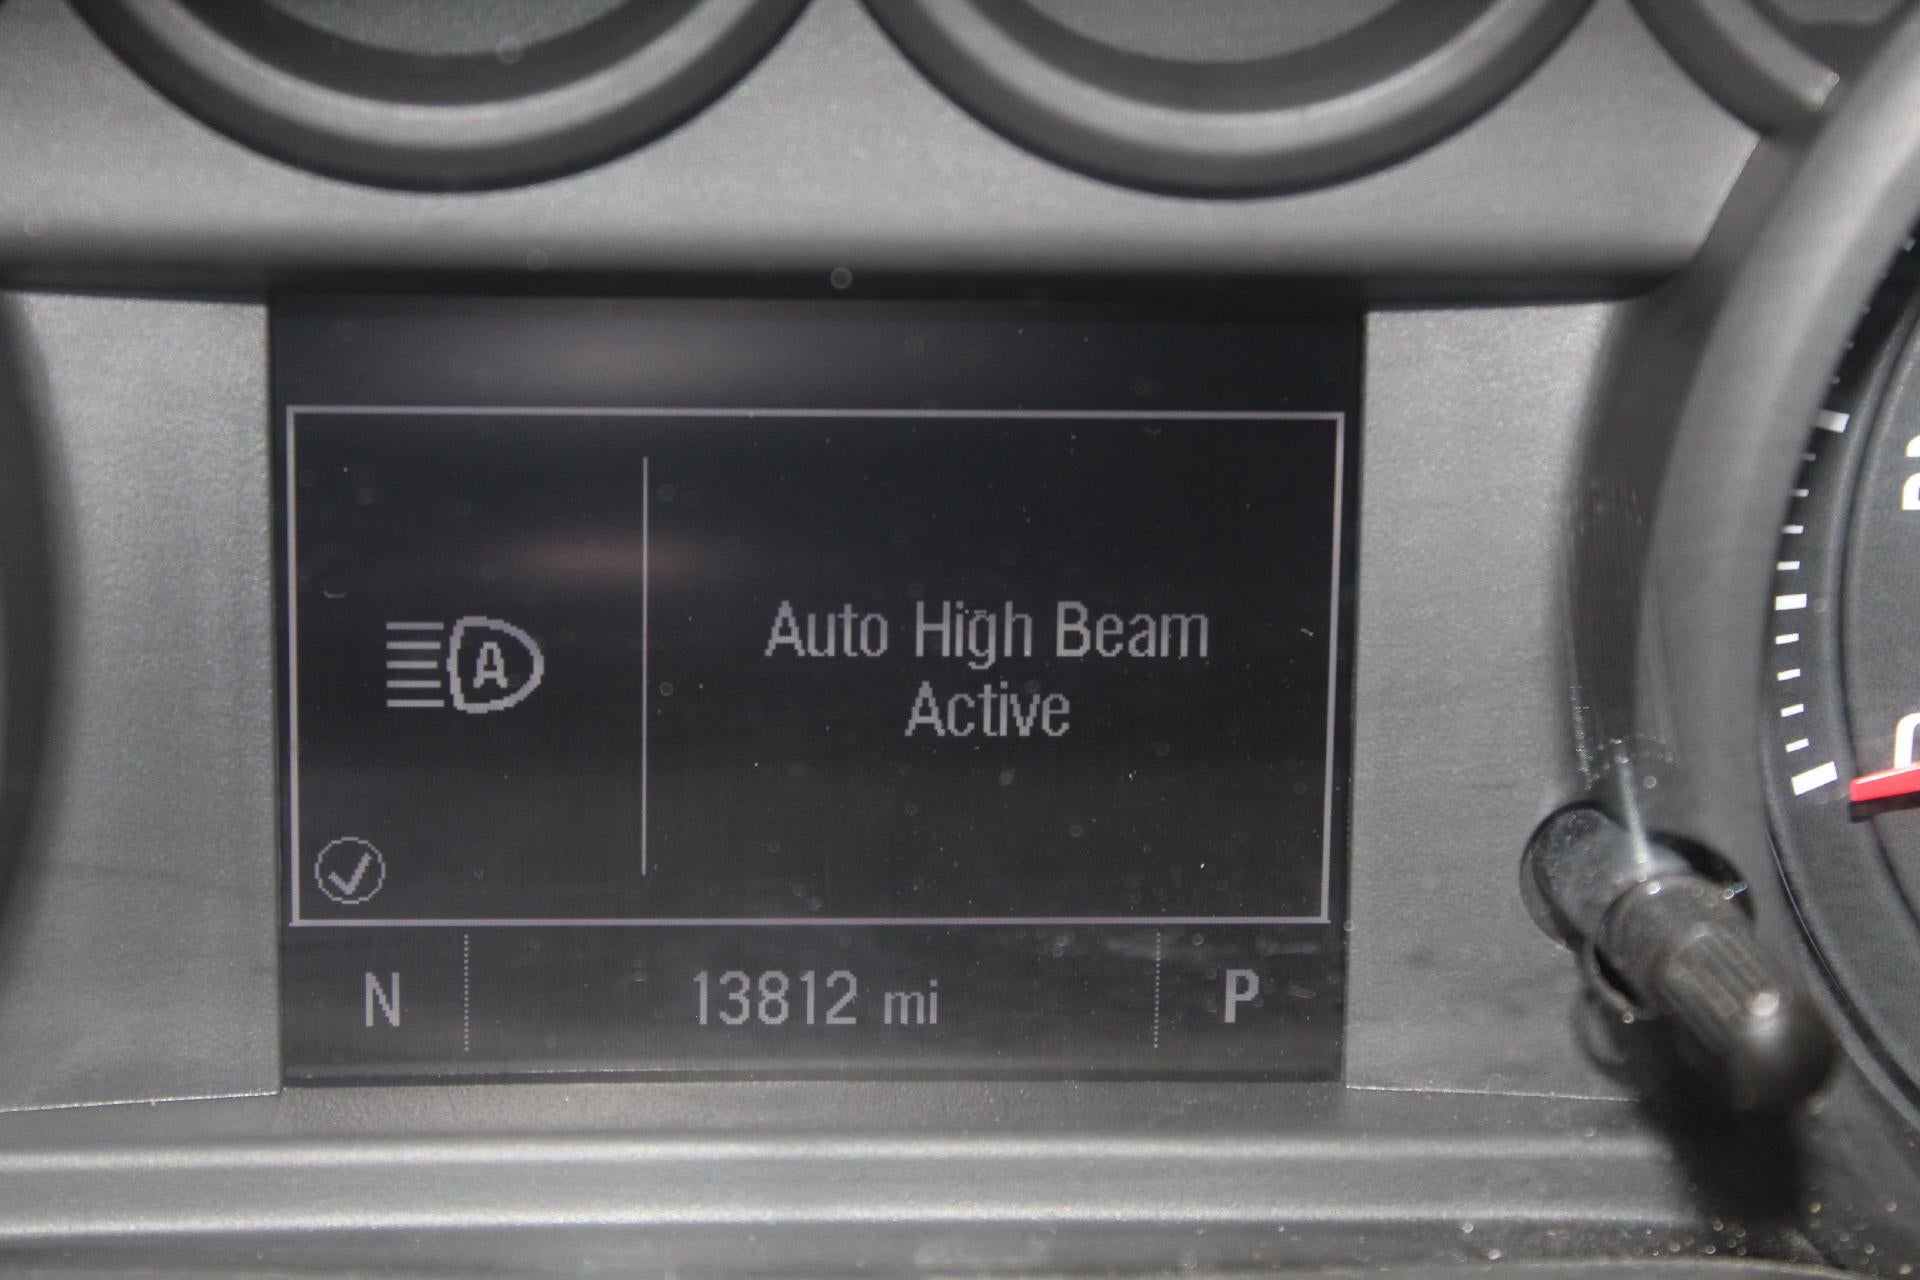 A
Auto High Beam
Active
N 13812 mi P